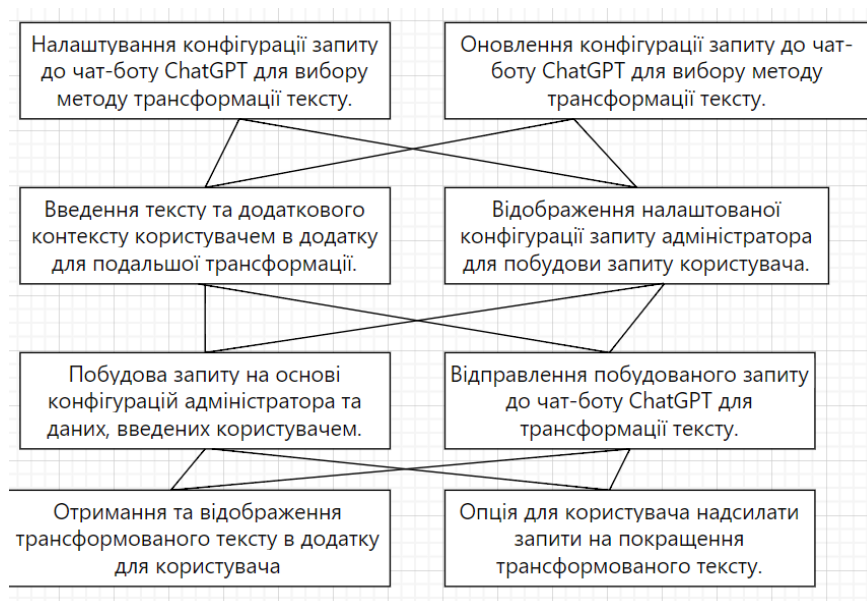 Налаштування конфігурації запиту
до чат-боту ChatGPT для вибору
методу трансформації тексту.
Оновлення конфігурації запиту до чат-
боту ChatGPT для вибору методу
трансформації тексту.
Введення тексту та додаткового
контексту користувачем в додатку
для подальшої трансформації.
Відображення налаштованої
конфігурації запиту адміністратора
для побудови запиту користувача.
Побудова запиту на основі
конфігурацій адміністратора та
даних, введених користувачем.
Відправлення побудованого запиту
до чат-боту ChatGPT для
трансформації тексту.
Отримання та відображення
трансформованого тексту в додатку
для користувача
Опція для користувача надсилати
запити на покращення
трансформованого тексту.